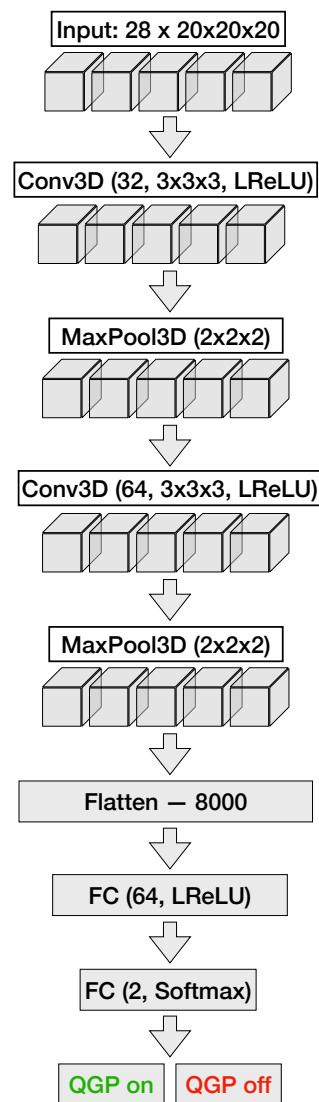 Input: 28 x 20x20x20
Conv3D (32, 3x3x3, LReLU)
MaxPool3D (2x2x2)
Conv3D (64, 3x3x3, LReLU)
MaxPool3D (2x2x2)
Flatten — 8000
FC (64, LReLU)
FC (2, Softmax)
QGP on QGP off